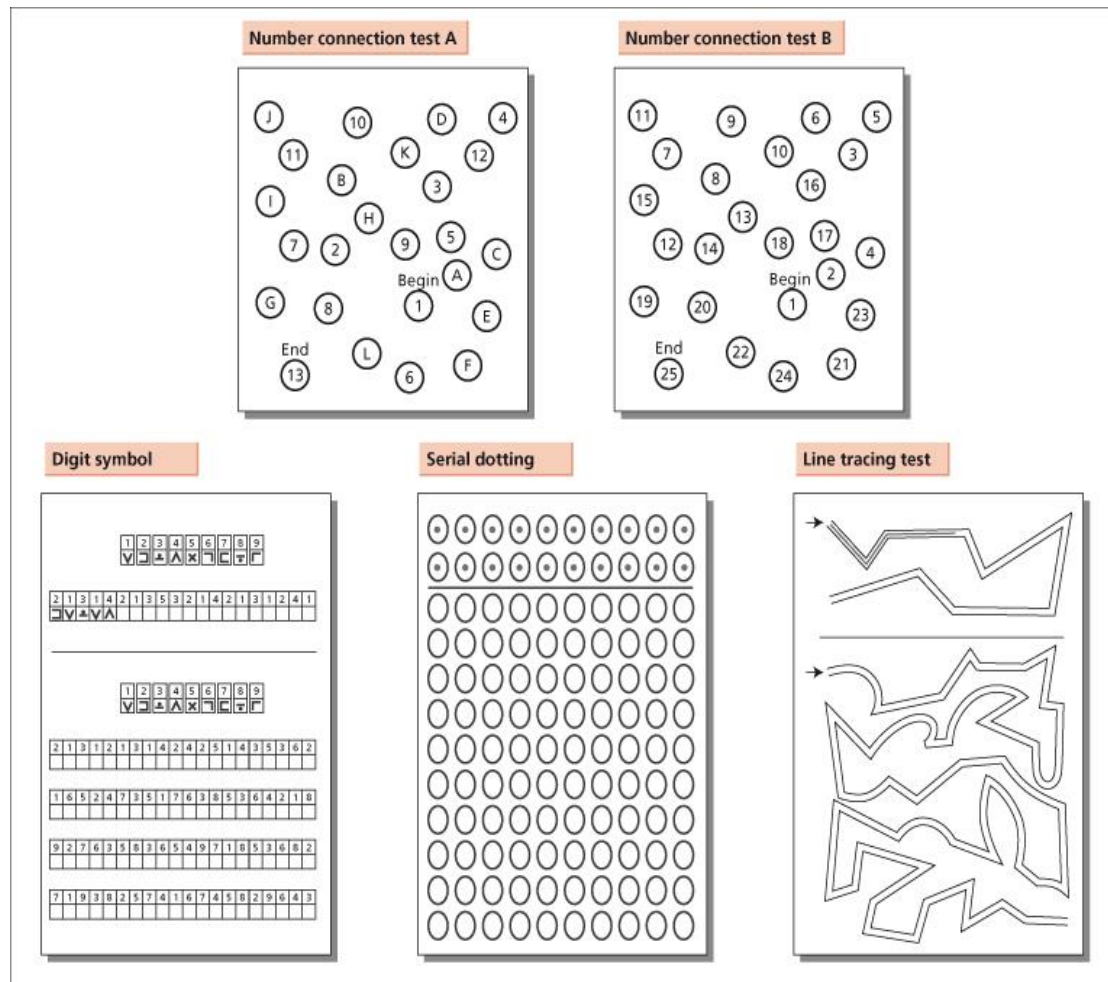 Number connection test A
Number connection test B
J 10 D 4
11 K 12
B 3
I H
7 2 9 5 C
Begin A
G 8 1 E
End L F
13 6
11 9 6 5
7 10 3
8 16
15 13
12 14 18 17 4
Begin 2
19 20 1 23
End 22 21
25 24
Digit symbol
Serial dotting
Line tracing test
1 2 3 4 5 6 7 8 9
2 1 3 1 4 2 1 3 5 3 2 1 4 2 1 3 1 2 4 1
1 2 3 4 5 6 7 8 9
2 1 3 1 2 1 3 1 4 2 4 2 5 1 4 3 5 3 6 2
1 6 5 2 4 7 3 5 1 7 6 3 8 5 3 6 4 2 1 8
9 2 7 6 3 5 8 3 6 5 4 9 7 1 8 5 3 6 8 2
7 1 9 3 8 2 5 7 4 1 6 7 4 5 8 2 9 6 4 3